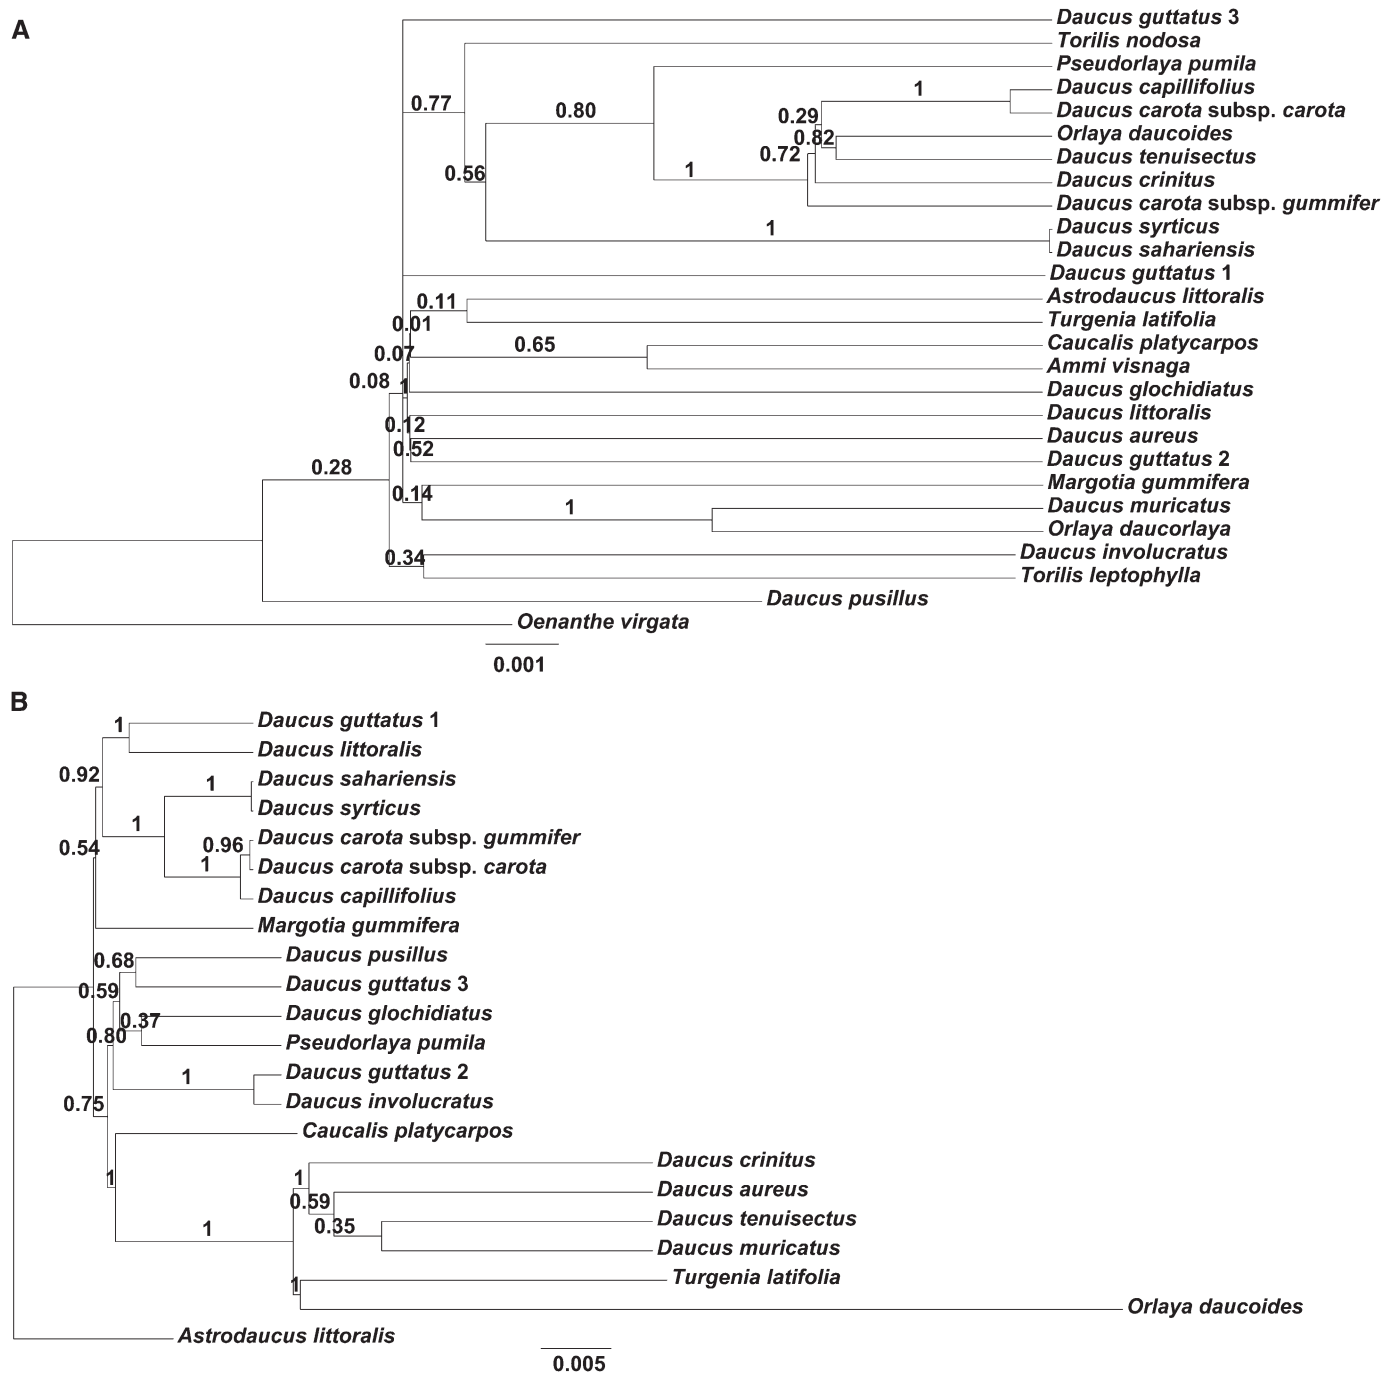 A
Daucus guttatus 3
Torilis nodosa
Pseudorlaya pumila
1
Daucus capillifolius
0.77
0.80
Daucus carota subsp. carota
0.29
Orlaya daucoides
0.82
0.72
Daucus tenuisectus
0.56
1
Daucus crinitus
Daucus carota subsp. gummifer
1
Daucus syrticus
Daucus sahariensis
Daucus guttatus 1
0.11
Astrodaucus littoralis
0.01
Turgenia latifolia
0.07
0.65
Caucalis platycarpos
Ammi visnaga
0.08
1
Daucus glochidiatus
Daucus littoralis
0.12
Daucus aureus
0.52
Daucus guttatus 2
0.28
Margotia gummifera
0.14
1
Daucus muricatus
Orlaya daucorlaya
0.34
Daucus involucratus
Torilis leptophylla
Daucus pusillus
Oenanthe virgata
0.001
B
1
Daucus guttatus 1
Daucus littoralis
0.92
1
Daucus sahariensis
Daucus syrticus
1
Daucus carota subsp. gummifer
0.54
0.96
1
Daucus carota subsp. carota
Daucus capillifolius
Margotia gummifera
0.68
Daucus pusillus
0.59
Daucus guttatus 3
0.37
Daucus glochidiatus
0.80
Pseudorlaya pumila
1
Daucus guttatus 2
0.75
Daucus involucratus
Caucalis platycarpos
1
1
Daucus crinitus
0.59
Daucus aureus
0.35
1
Daucus tenuisectus
Daucus muricatus
1
Turgenia latifolia
Orlaya daucoides
Astrodaucus littoralis
0.005